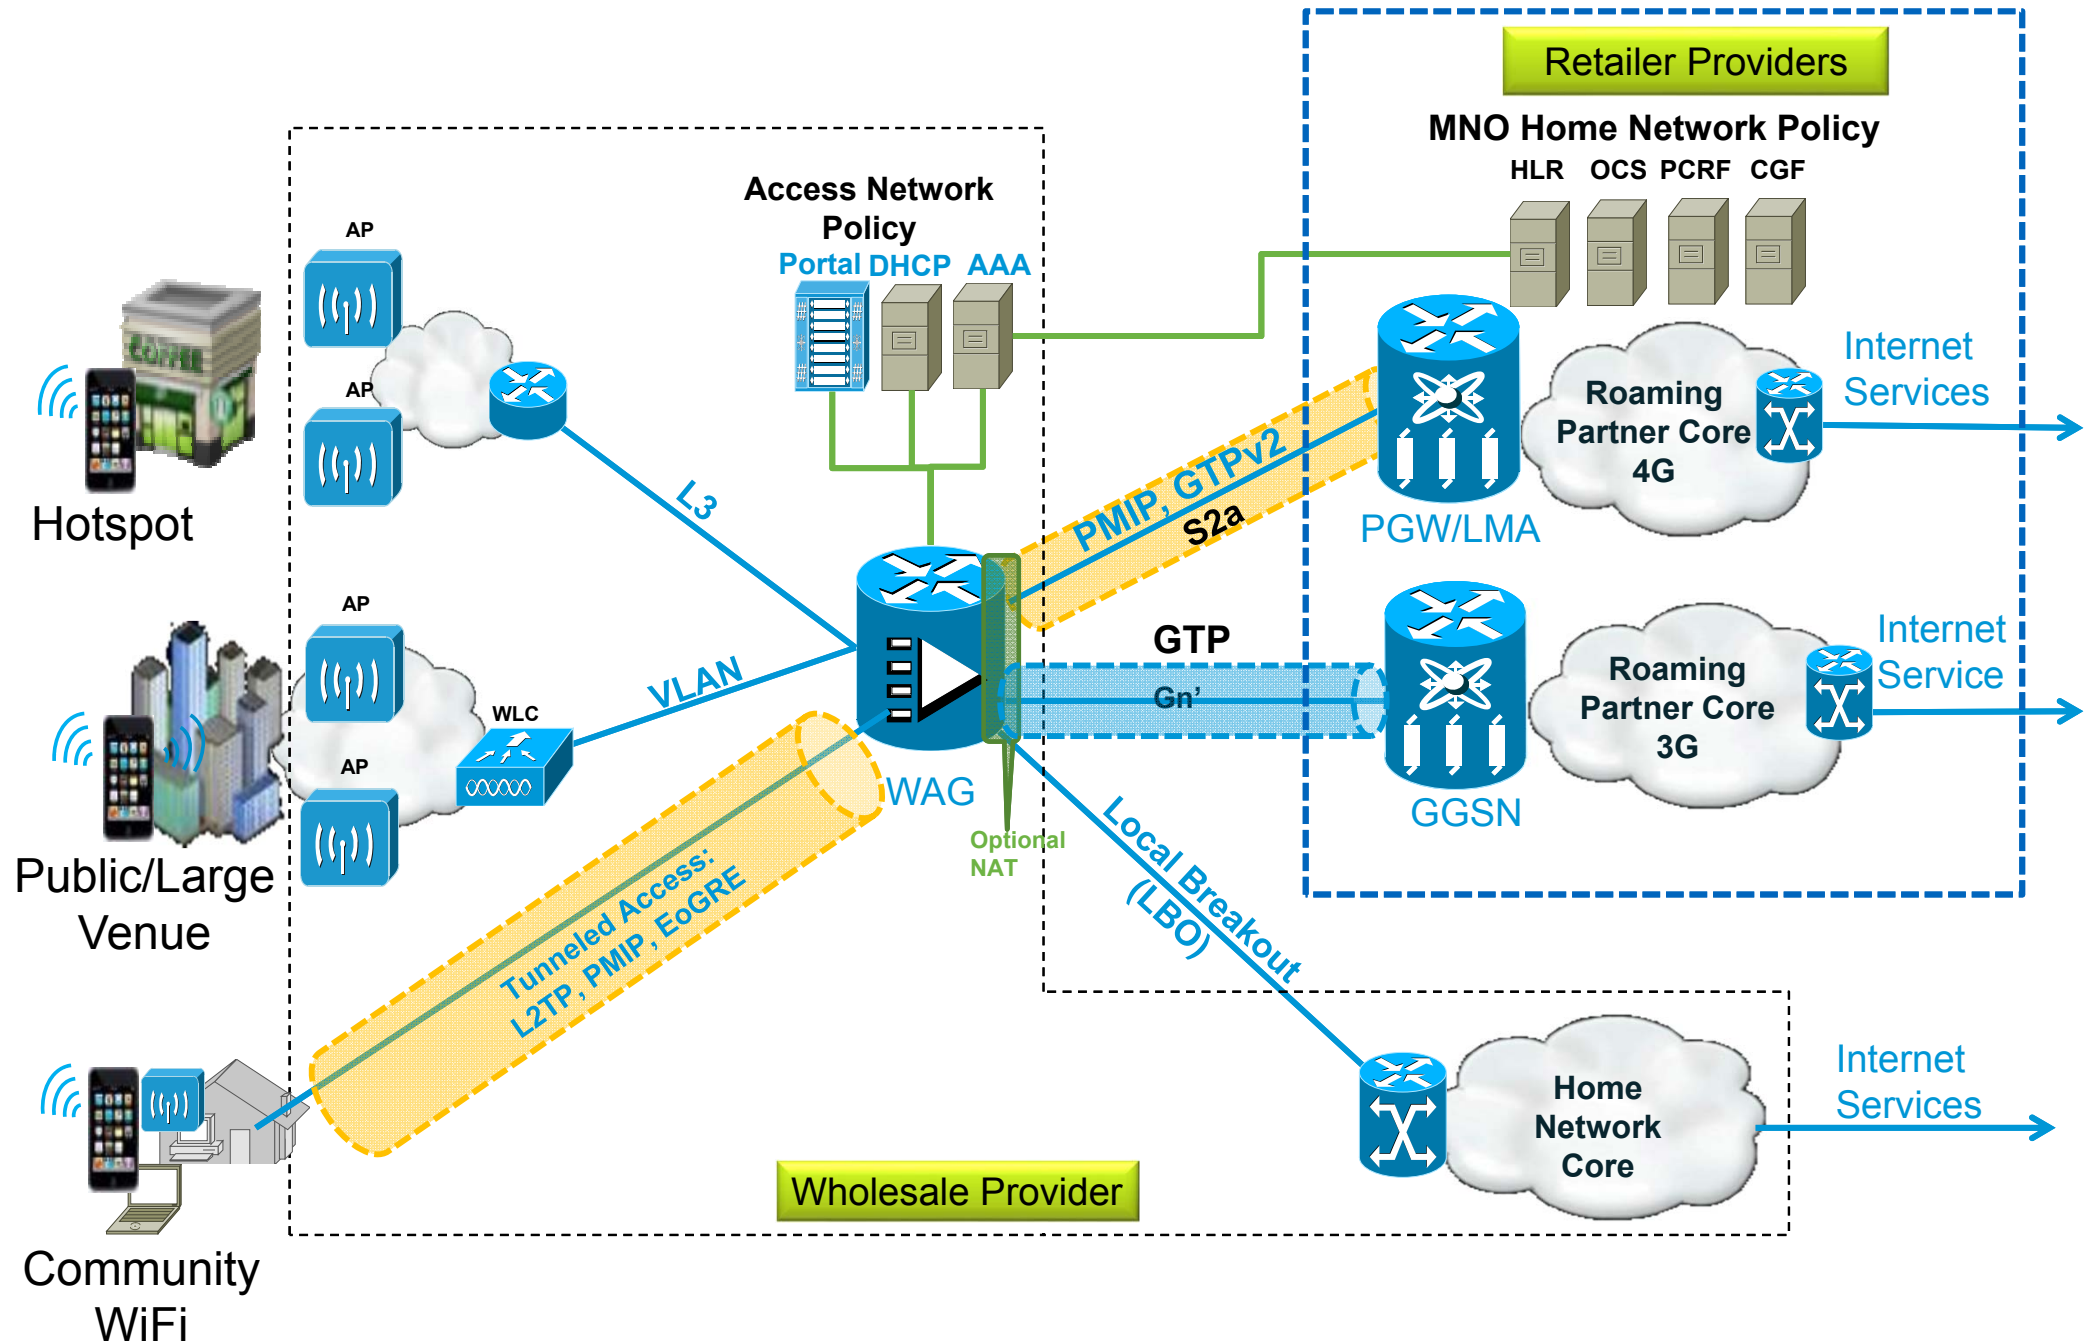 Retailer Providers
MNO Home Network Policy
HLR OCS PCRF CGF
Access Network
Policy
Portal DHCP AAA
AP
AP
COFFEE
Hotspot
L3
PMIP, GTPv2
S2a
PGW/LMA
Roaming
Partner Core
4G
Internet
Services
AP
AP
WLC
VLAN
Public/Large
Venue
WAG
Optional
NAT
GTP
Gn’
GGSN
Roaming
Partner Core
3G
Internet
Service
Tunneled Access:
L2TP, PMIP, EoGRE
Local Breakout
(LBO)
Community
WiFi
Home
Network
Core
Internet
Services
Wholesale Provider